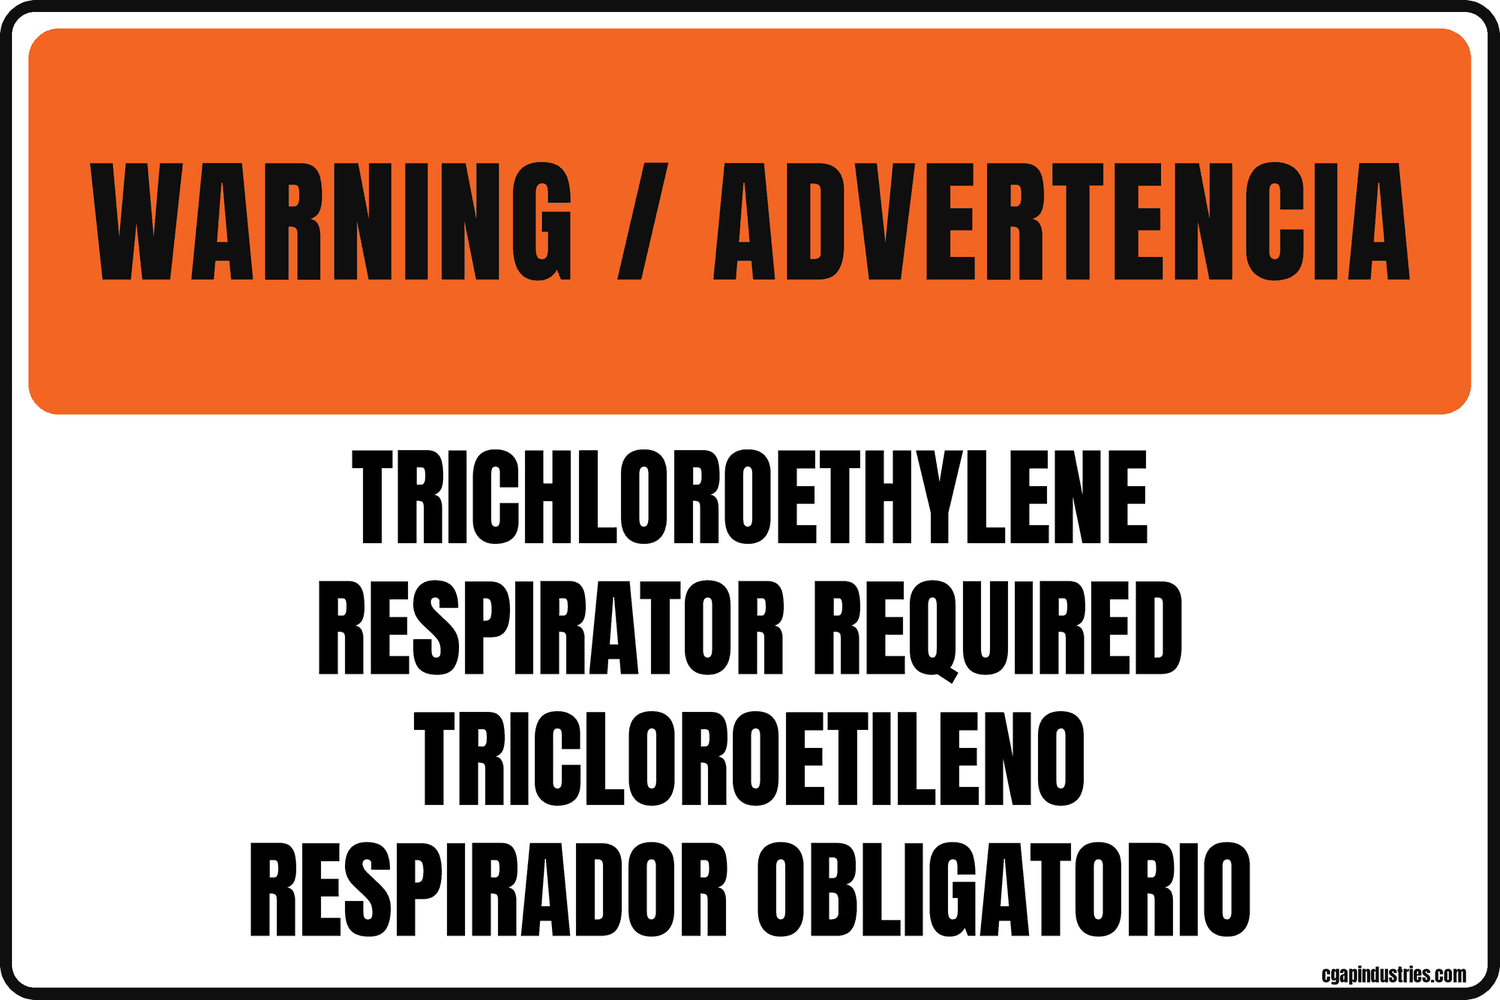 WARNING / ADVERTENCIA
TRICHLOROETHYLENE
RESPIRATOR REQUIRED
TRICLOROETILENO
RESPIRADOR OBLIGATORIO
cgapindustries.com